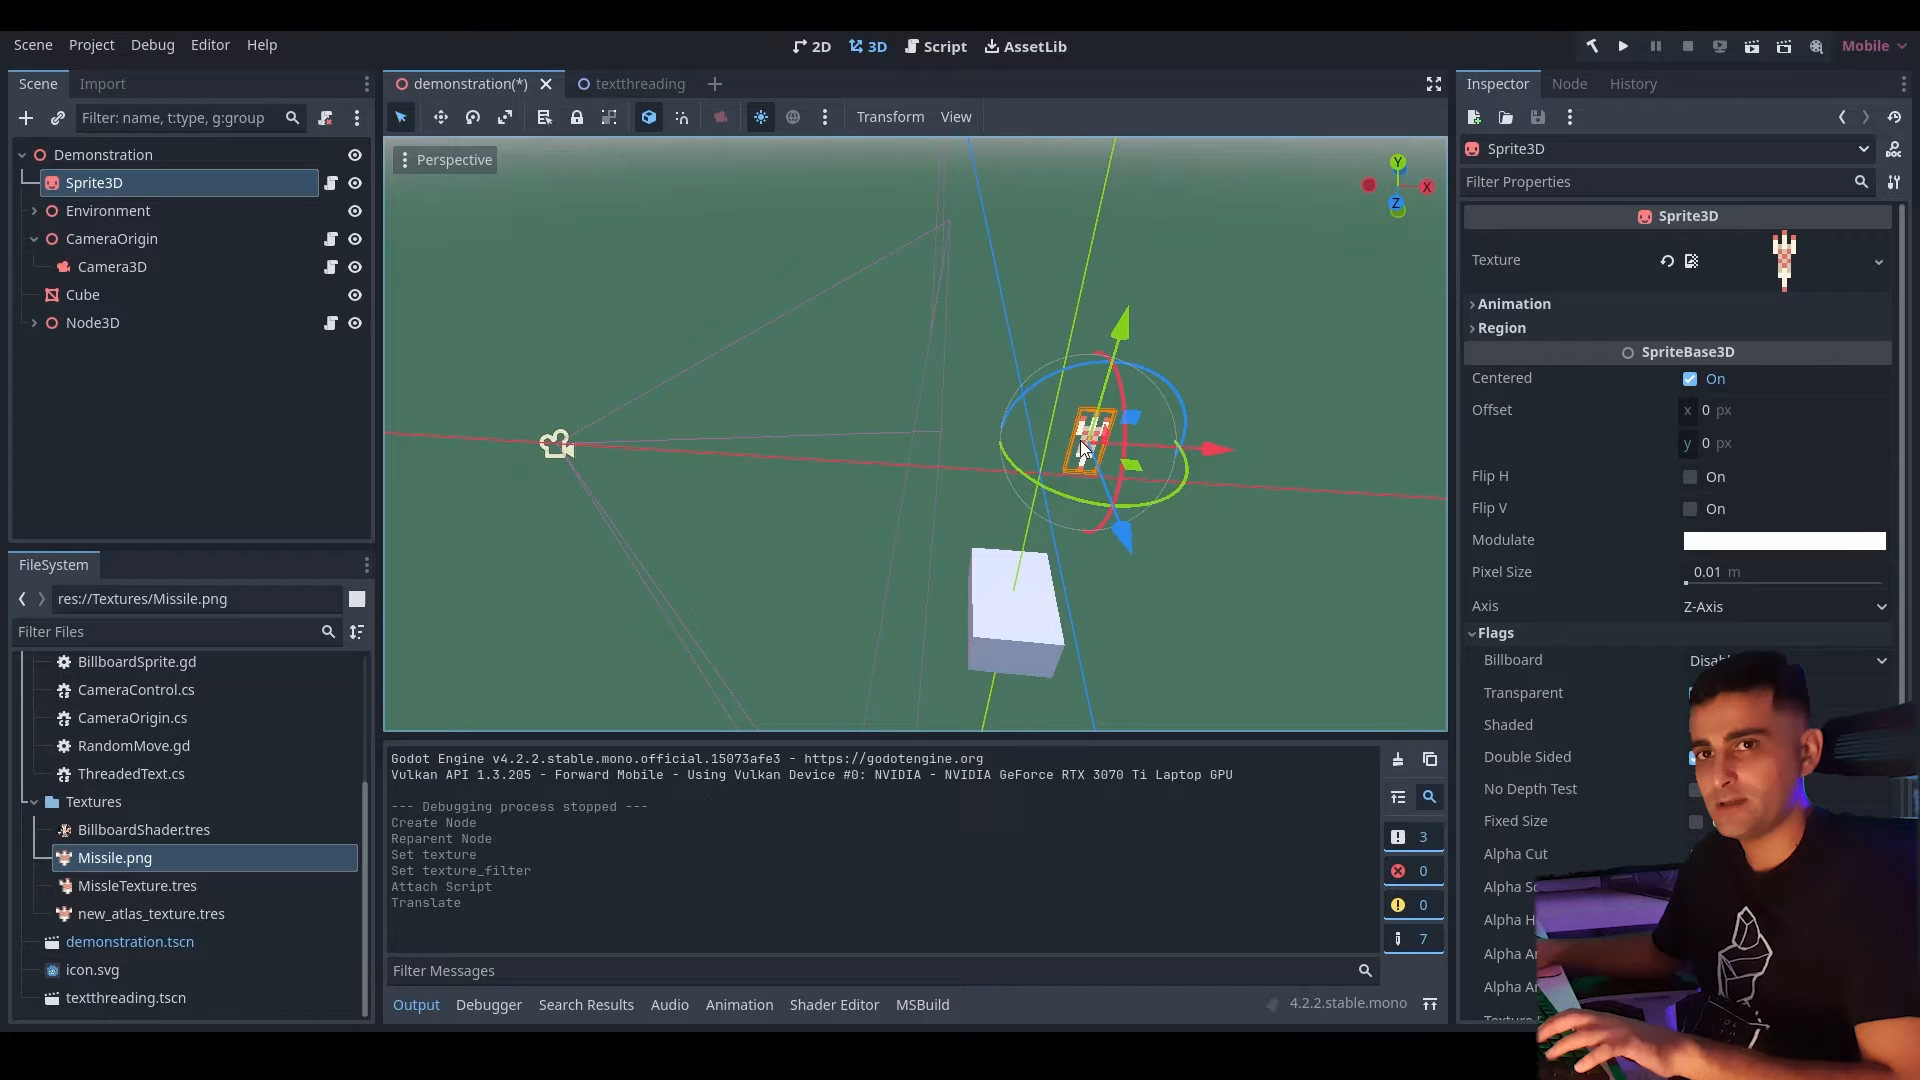 Scene Project Debug Editor Help
2D 3D Script AssetLib
Mobile
Scene Import
Filter: name, t:type, g:group
Demonstration
Sprite3D
Environment
CameraOrigin
Camera3D
Cube
Node3D
FileSystem
res://Textures/Missile.png
Filter Files
BillboardSprite.gd
CameraControl.cs
CameraOrigin.cs
RandomMove.gd
ThreadedText.cs
Textures
BillboardShader.tres
Missile.png
MissleTexture.tres
new_atlas_texture.tres
demonstration.tscn
icon.svg
textthreading.tscn
demonstration(*) textthreading
Transform View
Perspective
Y
X
Z
Godot Engine v4.2.2.stable.mono.official.15073afe3 - https://godotengine.org
Vulkan API 1.3.205 - Forward Mobile - Using Vulkan Device #0: NVIDIA - NVIDIA GeForce RTX 3070 Ti Laptop GPU
--- Debugging process stopped ---
Create Node
Reparent Node
Set texture
Set texture_filter
Attach Script
Translate
3
0
0
7
Filter Messages
Output Debugger Search Results Audio Animation Shader Editor MSBuild 4.2.2.stable.mono
Inspector Node History
Sprite3D
Filter Properties
Sprite3D
Texture
Animation
Region
SpriteBase3D
Centered On
Offset x 0 px
y 0 px
Flip H On
Flip V On
Modulate
Pixel Size 0.01 m
Axis Z-Axis
Flags
Billboard
Transparent
Shaded
Double Sided
No Depth Test
Fixed Size
Alpha Cut
Alpha
Alpha
Alpha
Alpha